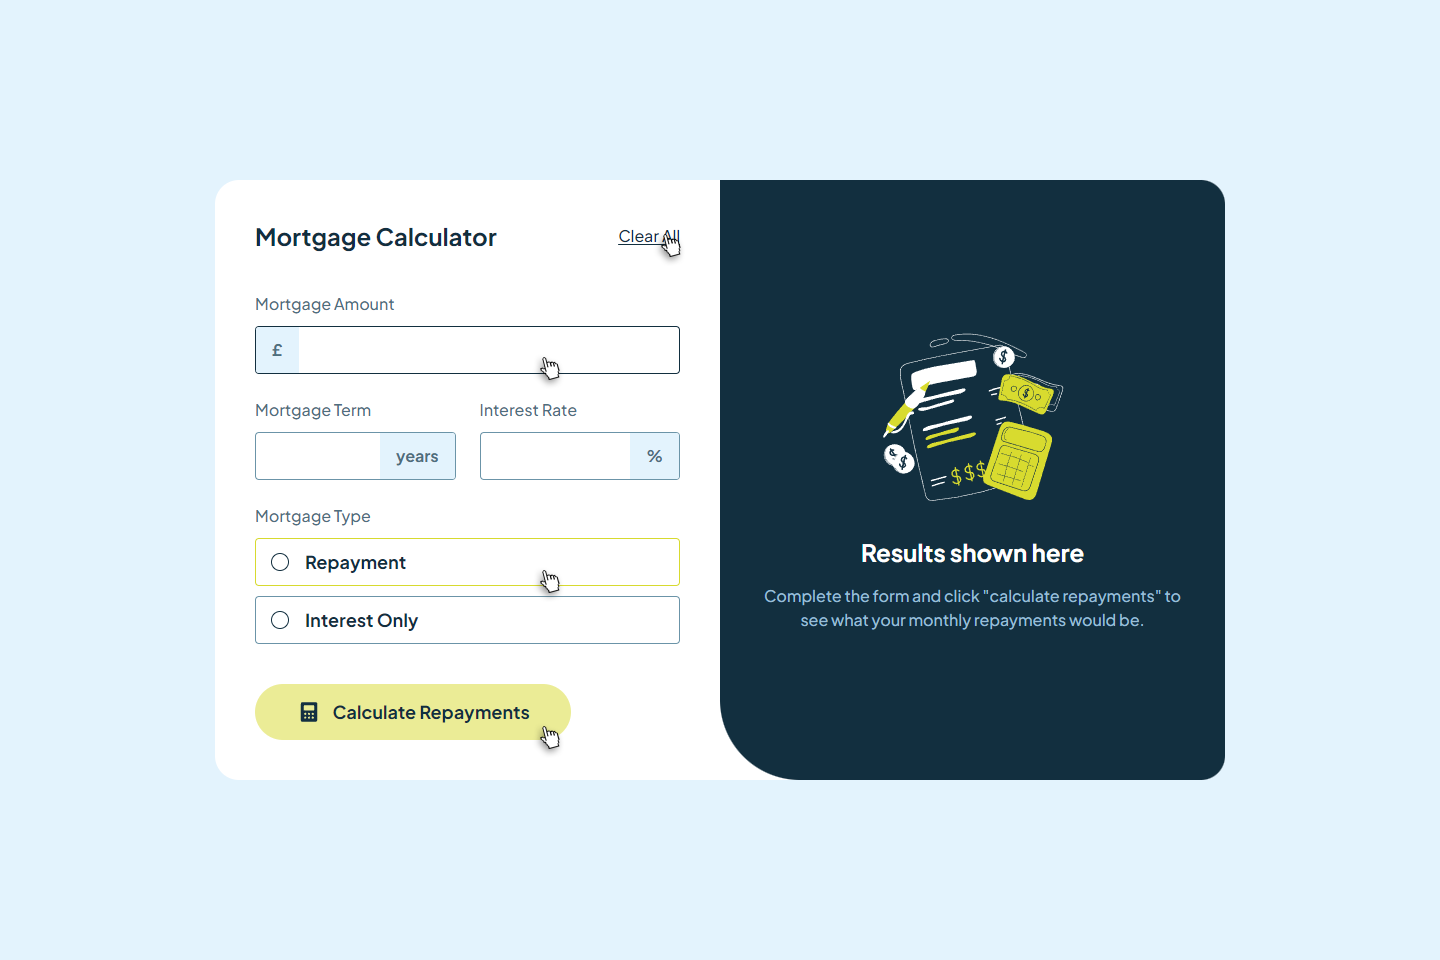 Mortgage Calculator
Clear All
Mortgage Amount
£
Mortgage Term
Interest Rate
years
%
Mortgage Type
Repayment
Interest Only
Calculate Repayments
$
$
$
$
$$$
Results shown here
Complete the form and click "calculate repayments" to
see what your monthly repayments would be.